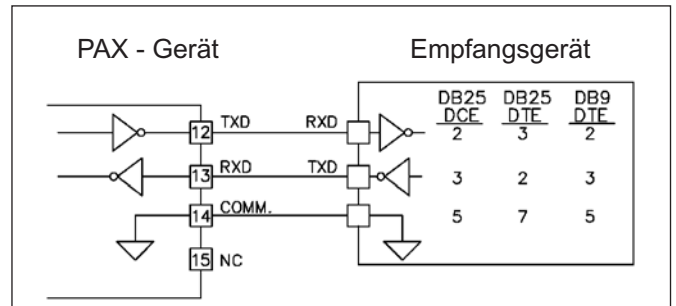 PAX - Gerät Empfangsgerät
DB25 DB25 DB9
DCE DTE DTE
12 TXD RXD 2 3 2
13 RXD TXD 3 2 3
14 COMM. 5 7 5
15 NC